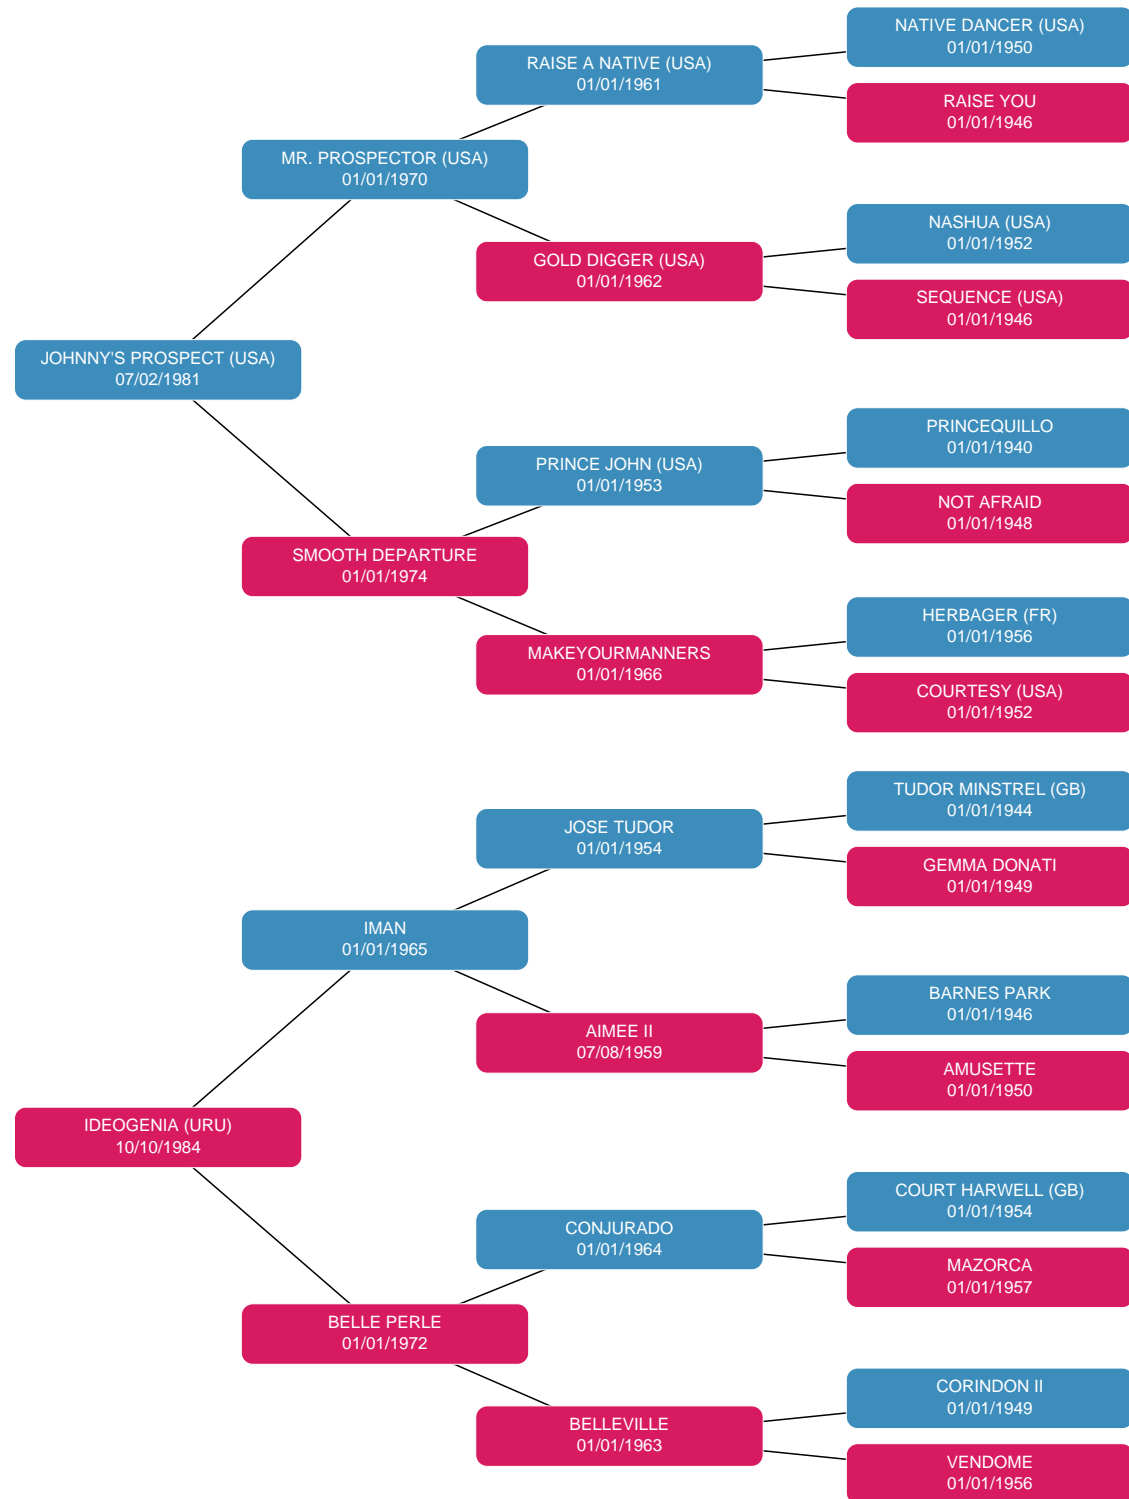 NATIVE DANCER (USA)
01/01/1950
RAISE A NATIVE (USA)
01/01/1961
RAISE YOU
01/01/1946
MR. PROSPECTOR (USA)
01/01/1970
NASHUA (USA)
01/01/1952
GOLD DIGGER (USA)
01/01/1962
SEQUENCE (USA)
01/01/1946
JOHNNY'S PROSPECT (USA)
07/02/1981
PRINCEQUILLO
01/01/1940
PRINCE JOHN (USA)
01/01/1953
NOT AFRAID
01/01/1948
SMOOTH DEPARTURE
01/01/1974
HERBAGER (FR)
01/01/1956
MAKEYOURMANNERS
01/01/1966
COURTESY (USA)
01/01/1952
TUDOR MINSTREL (GB)
01/01/1944
JOSE TUDOR
01/01/1954
GEMMA DONATI
01/01/1949
IMAN
01/01/1965
BARNES PARK
01/01/1946
AIMEE II
07/08/1959
AMUSETTE
01/01/1950
IDEOGENIA (URU)
10/10/1984
COURT HARWELL (GB)
01/01/1954
CONJURADO
01/01/1964
MAZORCA
01/01/1957
BELLE PERLE
01/01/1972
CORINDON II
01/01/1949
BELLEVILLE
01/01/1963
VENDOME
01/01/1956